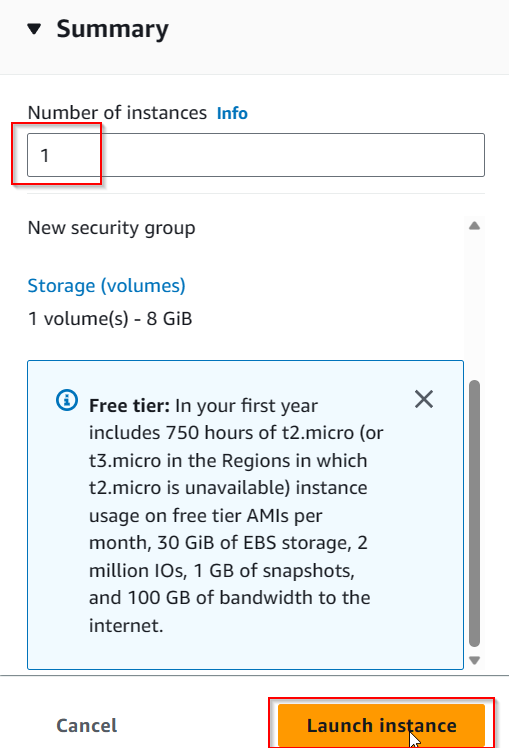 Summary
Number of instances Info
1
New security group
Storage (volumes)
1 volume(s) - 8 GiB
Free tier: In your first year
includes 750 hours of t2.micro (or
t3.micro in the Regions in which
t2.micro is unavailable) instance
usage on free tier AMIs per
month, 30 GiB of EBS storage, 2
million IOs, 1 GB of snapshots,
and 100 GB of bandwidth to the
internet.
Cancel
Launch instance